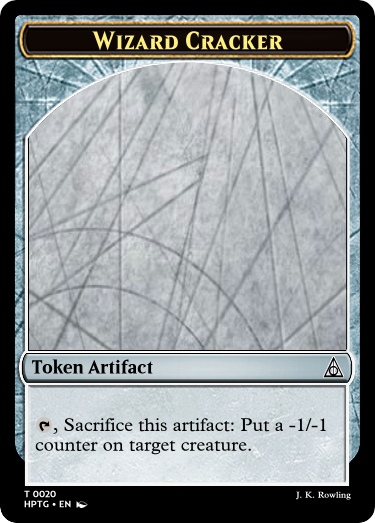 Wizard Cracker
Token Artifact
, Sacrifice this artifact: Put a -1/-1
counter on target creature.
T 0020
HPTG • EN
J. K. Rowling